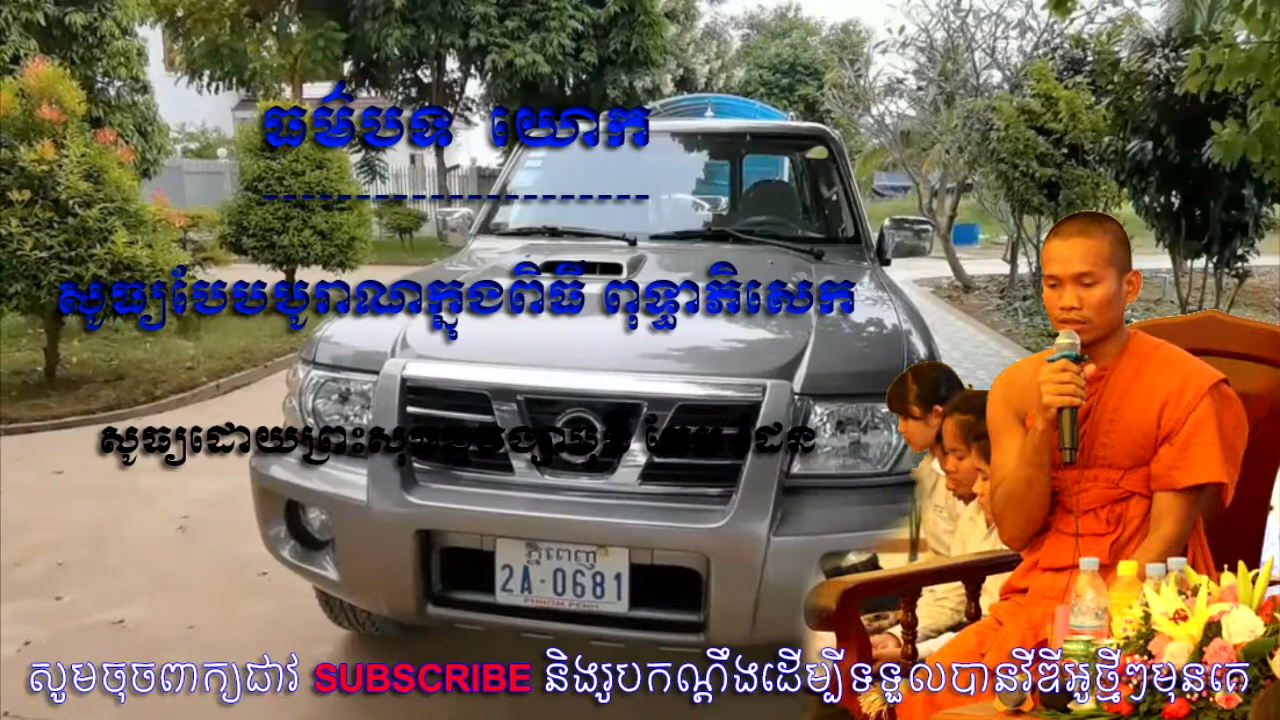 ធម៌បទ យោក
--------------------
សូធ្យបែបបូរាណក្នុងពិធី ពុទ្ធាភិសេក
សូធ្យដោយព្រះ
ភ្នំពេញ
2A-0681
PHNOM PENH
សូមចុចពាក្យជាវ SUBSCRIBE និងរូបកណ្ដឹងដើម្បីទទួលបានវីឌីអូថ្មីៗមុនគេ